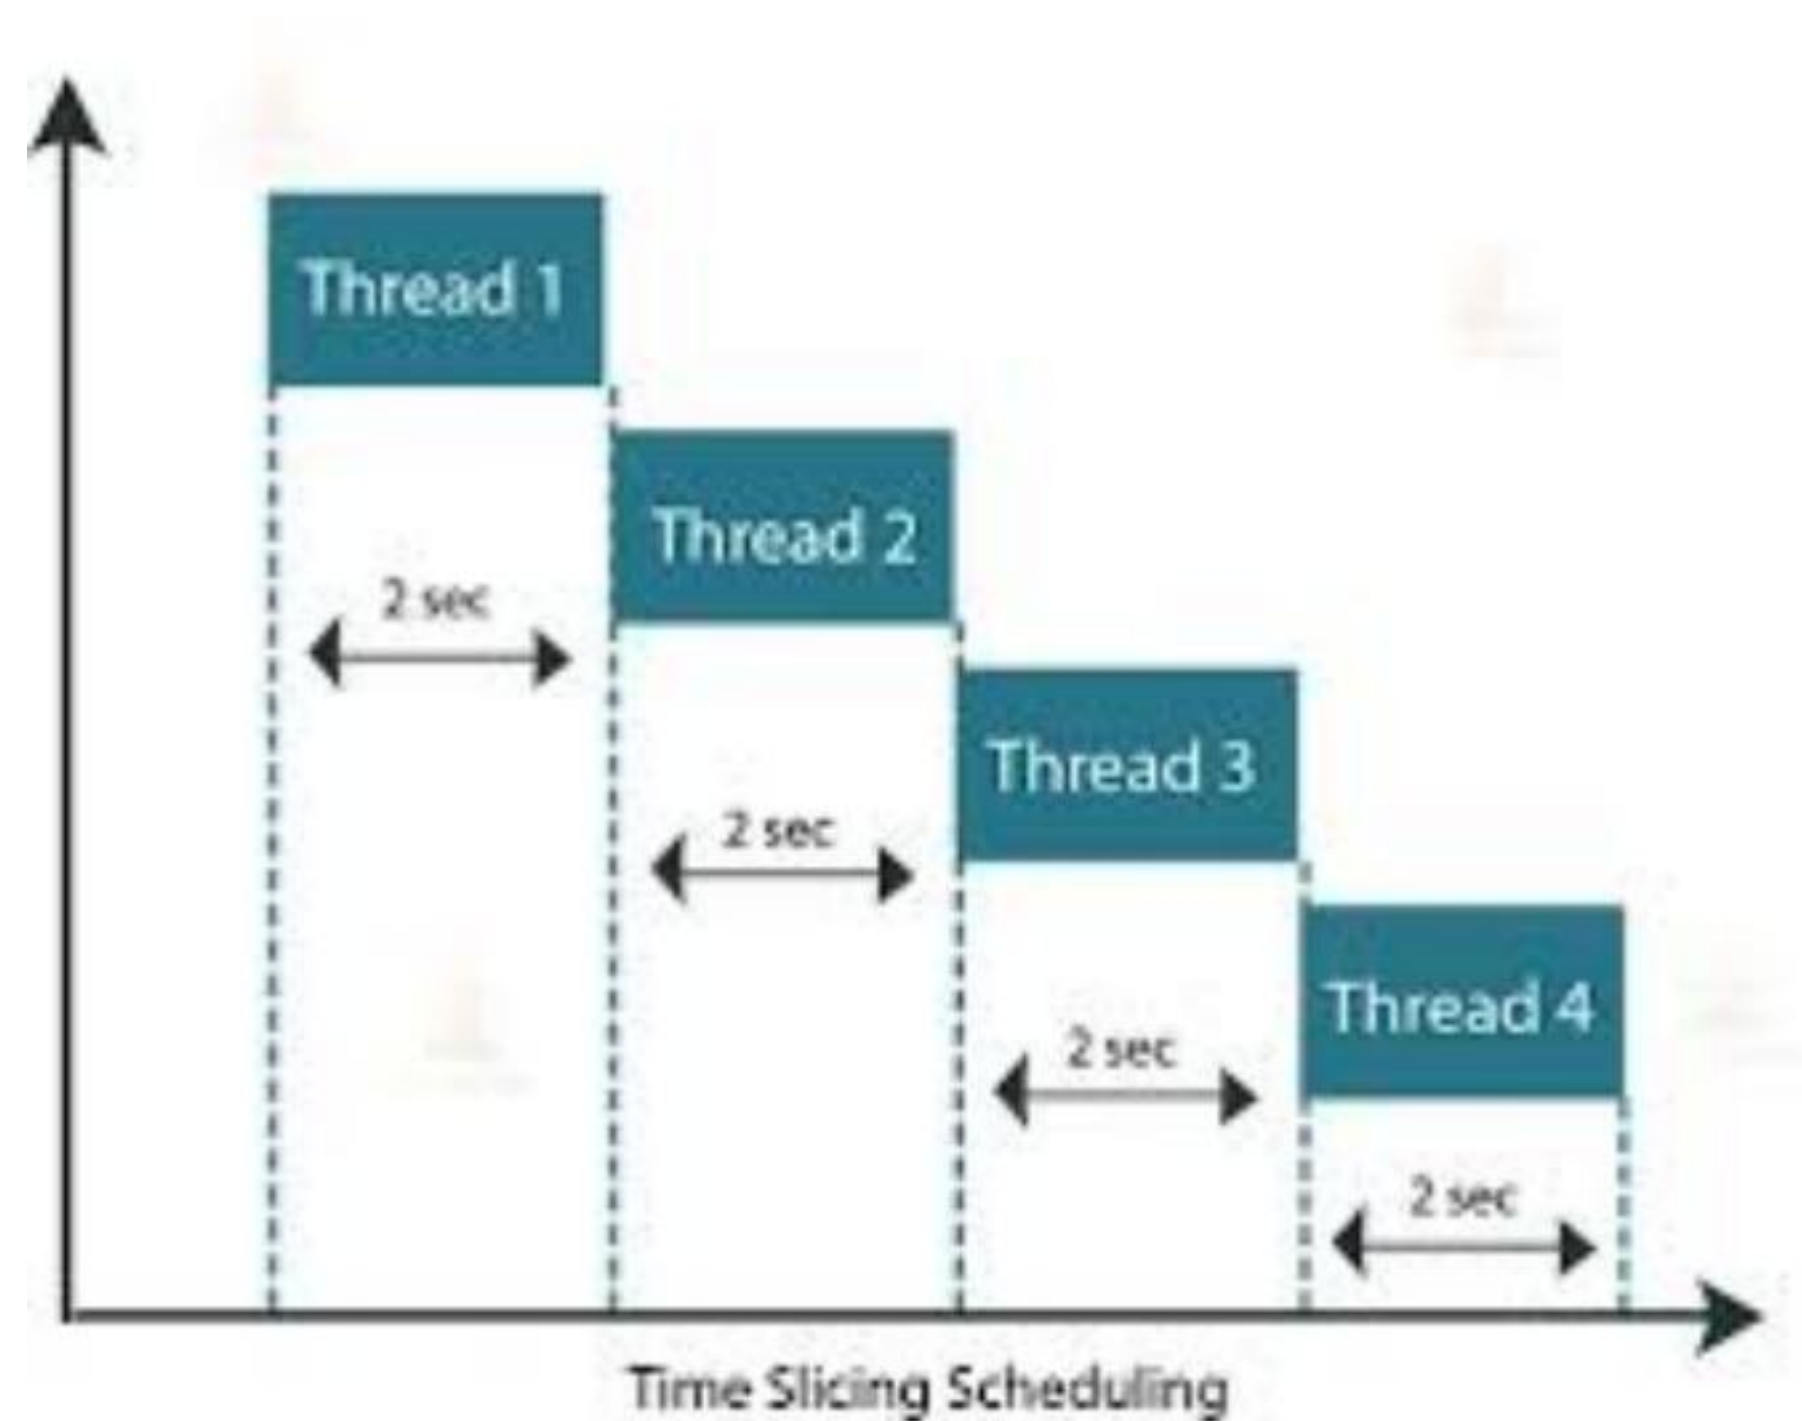 Thread 1
Thread 2
2 sec
Thread 3
2 sec
Thread 4
2 sec
2 sec
Time Slicing Scheduling